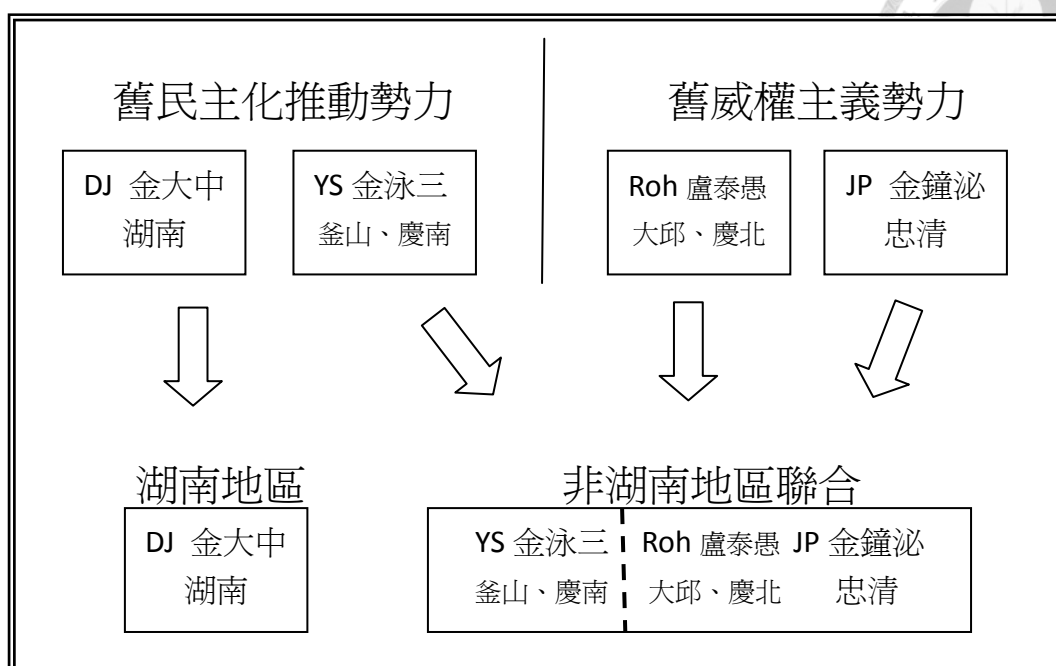 舊民主化推動勢力
舊威權主義勢力
DJ 金大中
湖南
YS 金泳三
釜山、慶南
Roh 盧泰愚
大邱、慶北
JP 金鐘泌
忠清
湖南地區
非湖南地區聯合
DJ 金大中
湖南
YS 金泳三
釜山、慶南
Roh 盧泰愚 JP 金鐘泌
大邱、慶北 忠清